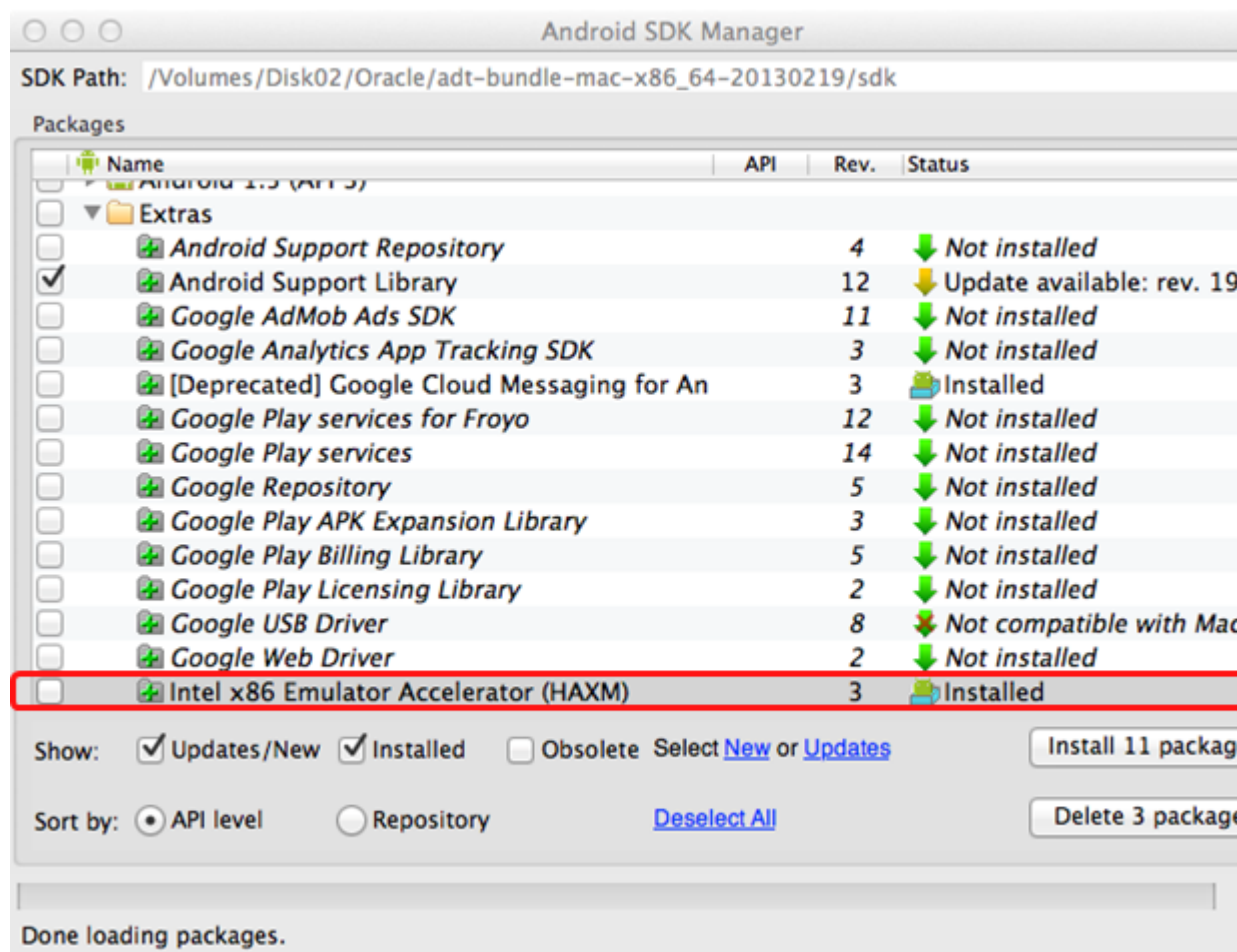 Android SDK Manager
SDK Path: /Volumes/Disk02/Oracle/adt-bundle-mac-x86_64-20130219/sdk
Packages
Name API Rev. Status
Android 1.5 (API 3)
Extras
Android Support Repository 4 Not installed
Android Support Library 12 Update available: rev. 19
Google AdMob Ads SDK 11 Not installed
Google Analytics App Tracking SDK 3 Not installed
[Deprecated] Google Cloud Messaging for An 3 Installed
Google Play services for Froyo 12 Not installed
Google Play services 14 Not installed
Google Repository 5 Not installed
Google Play APK Expansion Library 3 Not installed
Google Play Billing Library 5 Not installed
Google Play Licensing Library 2 Not installed
Google USB Driver 8 Not compatible with Mac
Google Web Driver 2 Not installed
Intel x86 Emulator Accelerator (HAXM) 3 Installed
Show: Updates/New Installed Obsolete Select New or Updates Install 11 packag
Sort by: API level Repository Deselect All Delete 3 package
Done loading packages.